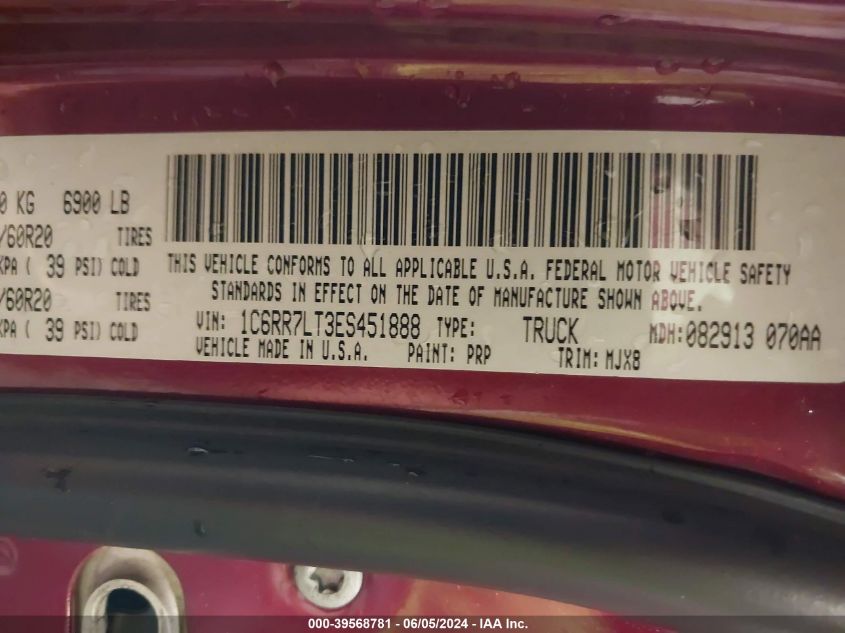 0 KG 6900 LB
/60R20 TIRES
KPA ( 39 PSI) COLD
/60R20 TIRES
KPA ( 39 PSI) COLD
THIS VEHICLE CONFORMS TO ALL APPLICABLE U.S.A. FEDERAL MOTOR VEHICLE SAFETY
STANDARDS IN EFFECT ON THE DATE OF MANUFACTURE SHOWN ABOVE.
VIN: 1C6RR7LT3ES451888 TYPE: TRUCK MDH:082913 070AA
VEHICLE MADE IN U.S.A. PAINT: PRP TRIM: MJX8
000-39568781 - 06/05/2024 - IAA Inc.